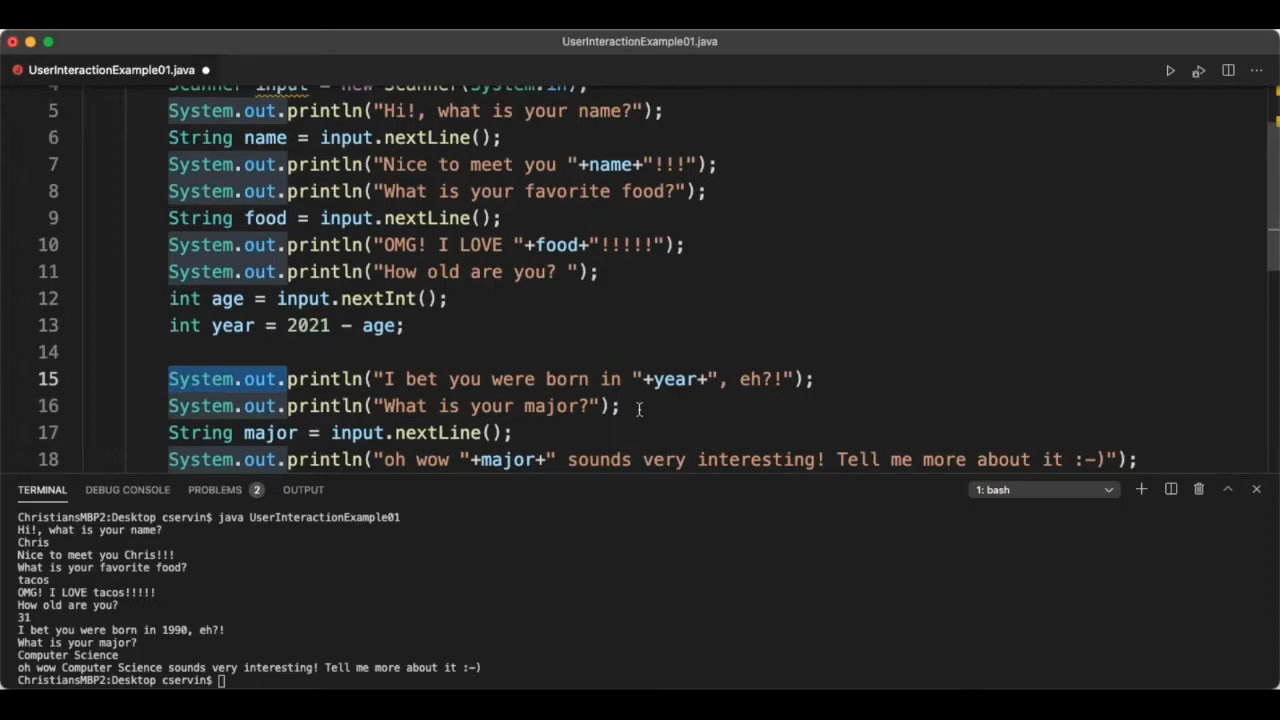 UserInteractionExample01.java
UserInteractionExample01.java
4 Scanner input = new Scanner(System.in);
5 System.out.println("Hi!, what is your name?");
6 String name = input.nextLine();
7 System.out.println("Nice to meet you "+name+"!!!");
8 System.out.println("What is your favorite food?");
9 String food = input.nextLine();
10 System.out.println("OMG! I LOVE "+food+"!!!!!");
11 System.out.println("How old are you? ");
12 int age = input.nextInt();
13 int year = 2021 - age;
14
15 System.out.println("I bet you were born in "+year+", eh?!");
16 System.out.println("What is your major?");
17 String major = input.nextLine();
18 System.out.println("oh wow "+major+" sounds very interesting! Tell me more about it :-)");
TERMINAL DEBUG CONSOLE PROBLEMS 2 OUTPUT 1: bash
ChristiansMBP2:Desktop cservin$ java UserInteractionExample01
Hi!, what is your name?
Chris
Nice to meet you Chris!!!
What is your favorite food?
tacos
OMG! I LOVE tacos!!!!!
How old are you?
31
I bet you were born in 1990, eh?!
What is your major?
Computer Science
oh wow Computer Science sounds very interesting! Tell me more about it :-)
ChristiansMBP2:Desktop cservin$